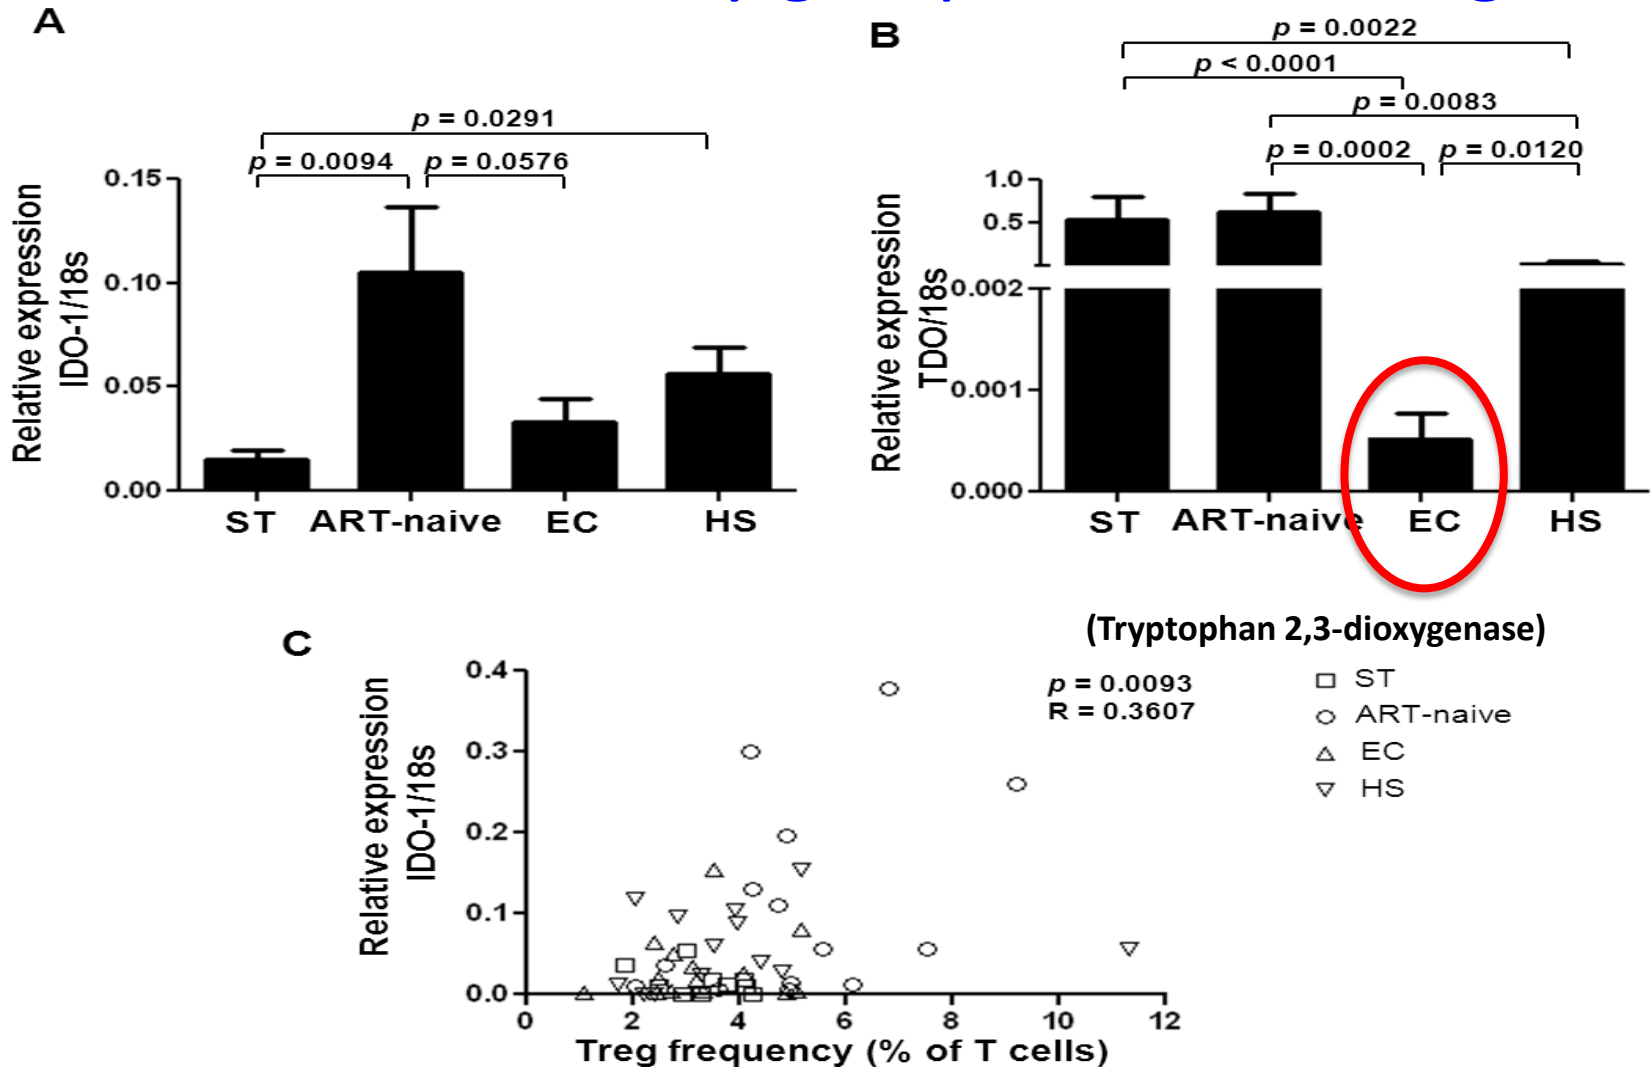 A
p = 0.0291
p = 0.0094
p = 0.0576
Relative expression
IDO-1/18s
0.15
0.10
0.05
0.00
ST
ART-naive
EC
HS
B
p = 0.0022
p < 0.0001
p = 0.0083
p = 0.0002
p = 0.0120
Relative expression
TDO/18s
1.0
0.5
0.002
0.001
0.000
ST
ART-naive
EC
HS
(Tryptophan 2,3-dioxygenase)
C
Relative expression
IDO-1/18s
0.4
0.3
0.2
0.1
0.0
0
2
4
6
8
10
12
Treg frequency (% of T cells)
p = 0.0093
R = 0.3607
ST
ART-naive
EC
HS